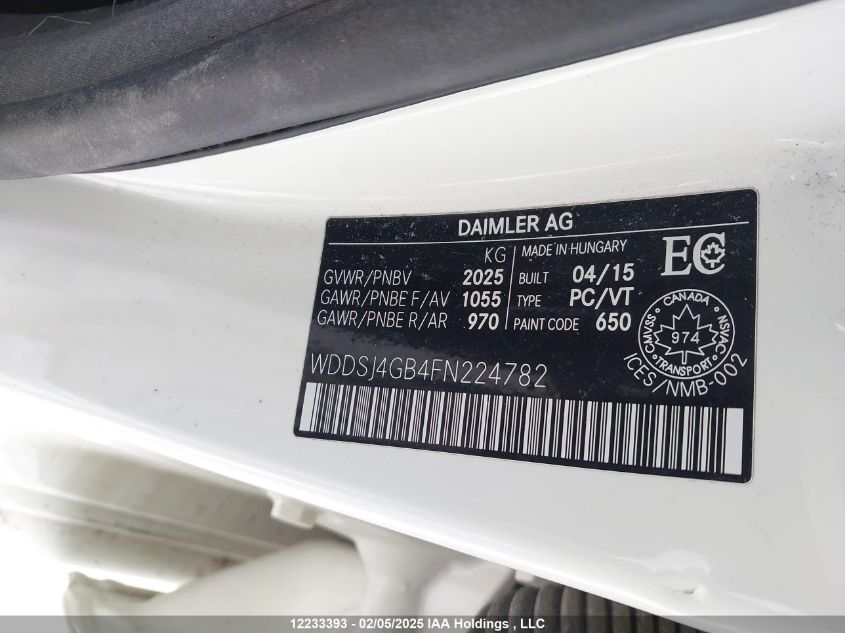 DAIMLER AG
KG
GVWR/PNBV 2025
GAWR/PNBE F/AV 1055
GAWR/PNBE R/AR 970
MADE IN HUNGARY
BUILT 04/15
TYPE PC/VT
PAINT CODE 650
EC
CANADA
CMVSS 974 NSVAC
TRANSPORT
ICES/NMB-002
WDDSJ4GB4FN224782
12233393 - 02/05/2025 IAA Holdings , LLC